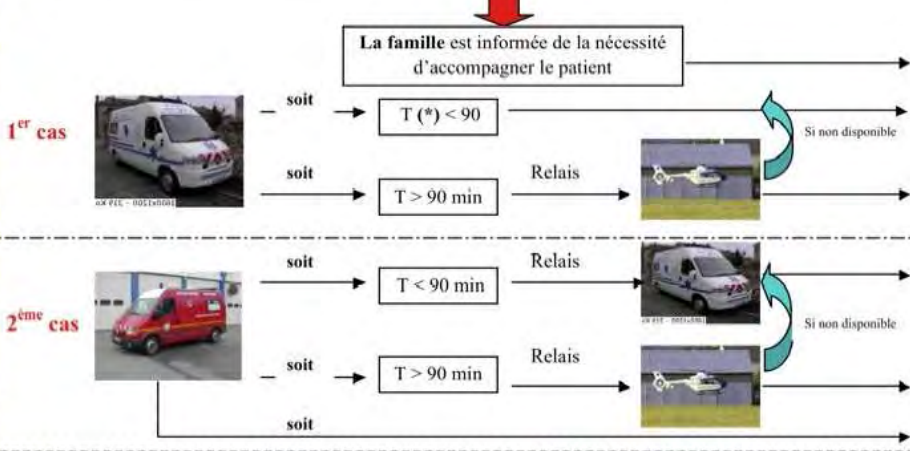 La famille est informée de la nécessité
d'accompagner le patient
1er cas
soit
T (*) < 90
Si non disponible
soit
T > 90 min
Relais
2ème cas
soit
T < 90 min
Relais
Si non disponible
soit
T > 90 min
Relais
soit